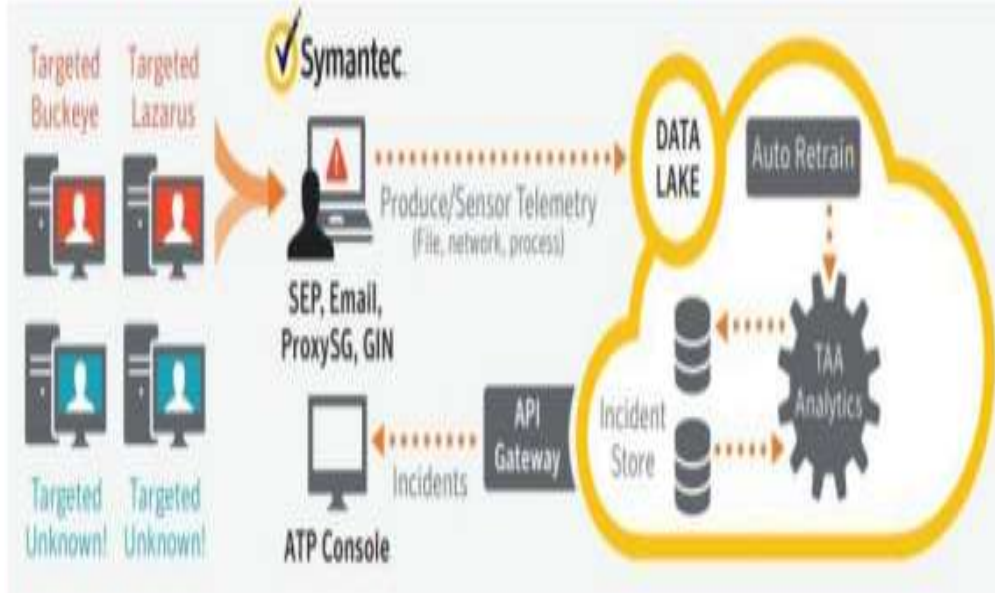 Targeted
Buckeye
Targeted
Lazarus
Symantec
Produce/Sensor Telemetry
(File, network, process)
SEP, Email,
ProxySG, GIN
DATA
LAKE
Auto Retrain
TAA
Analytics
Incident
Store
API
Gateway
Incidents
ATP Console
Targeted
Unknown!
Targeted
Unknown!